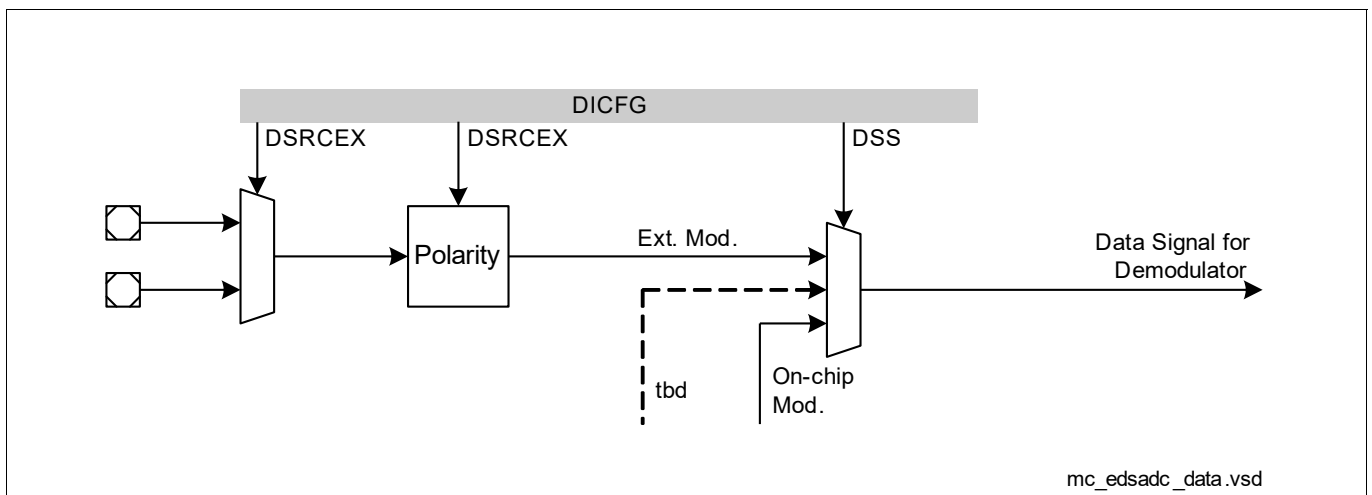 DICFG
DSRCEX
DSRCEX
DSS
Polarity
Ext. Mod.
Data Signal for
Demodulator
tbd
On-chip
Mod.
mc_edsadc_data.vsd